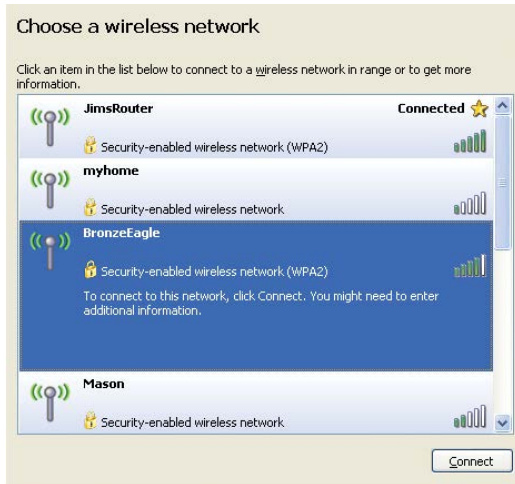 Choose a wireless network
Click an item in the list below to connect to a wireless network in range or to get more
information.
JimsRouter Connected
Security-enabled wireless network (WPA2)
myhome
Security-enabled wireless network
BronzeEagle
Security-enabled wireless network (WPA2)
To connect to this network, click Connect. You might need to enter
additional information.
Mason
Security-enabled wireless network
Connect